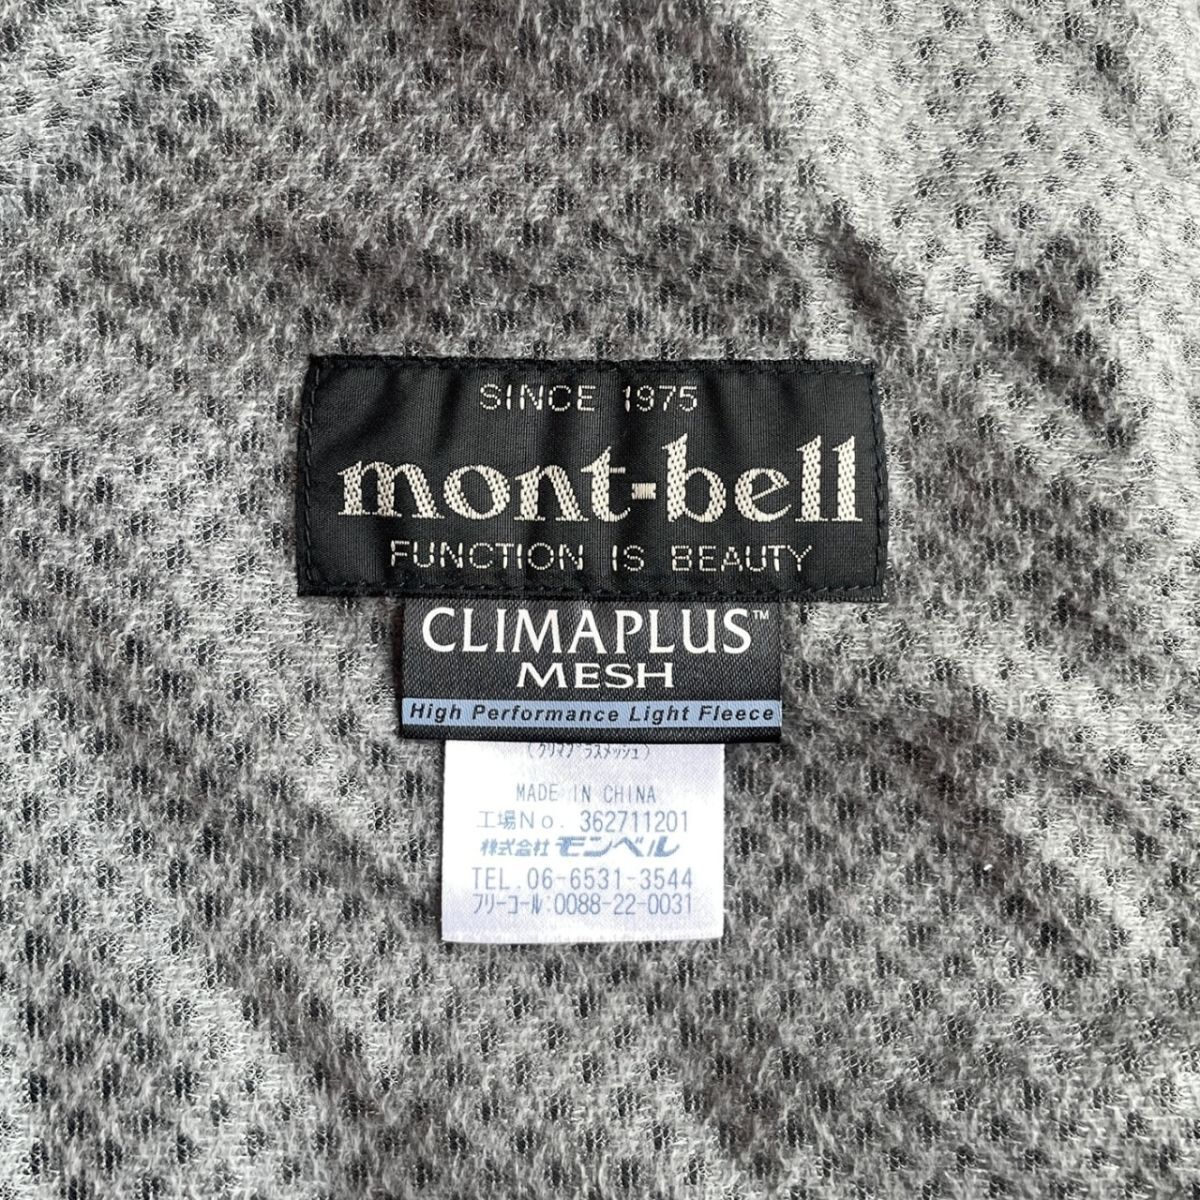 SINCE 1975
mont-bell
FUNCTION IS BEAUTY
CLIMAPLUS™
MESH
High Performance Light Fleece
(クリマプラスメッシュ)
MADE IN CHINA
工場No. 362711201
株式会社 モンベル
TEL.06-6531-3544
フリーコール:0088-22-0031